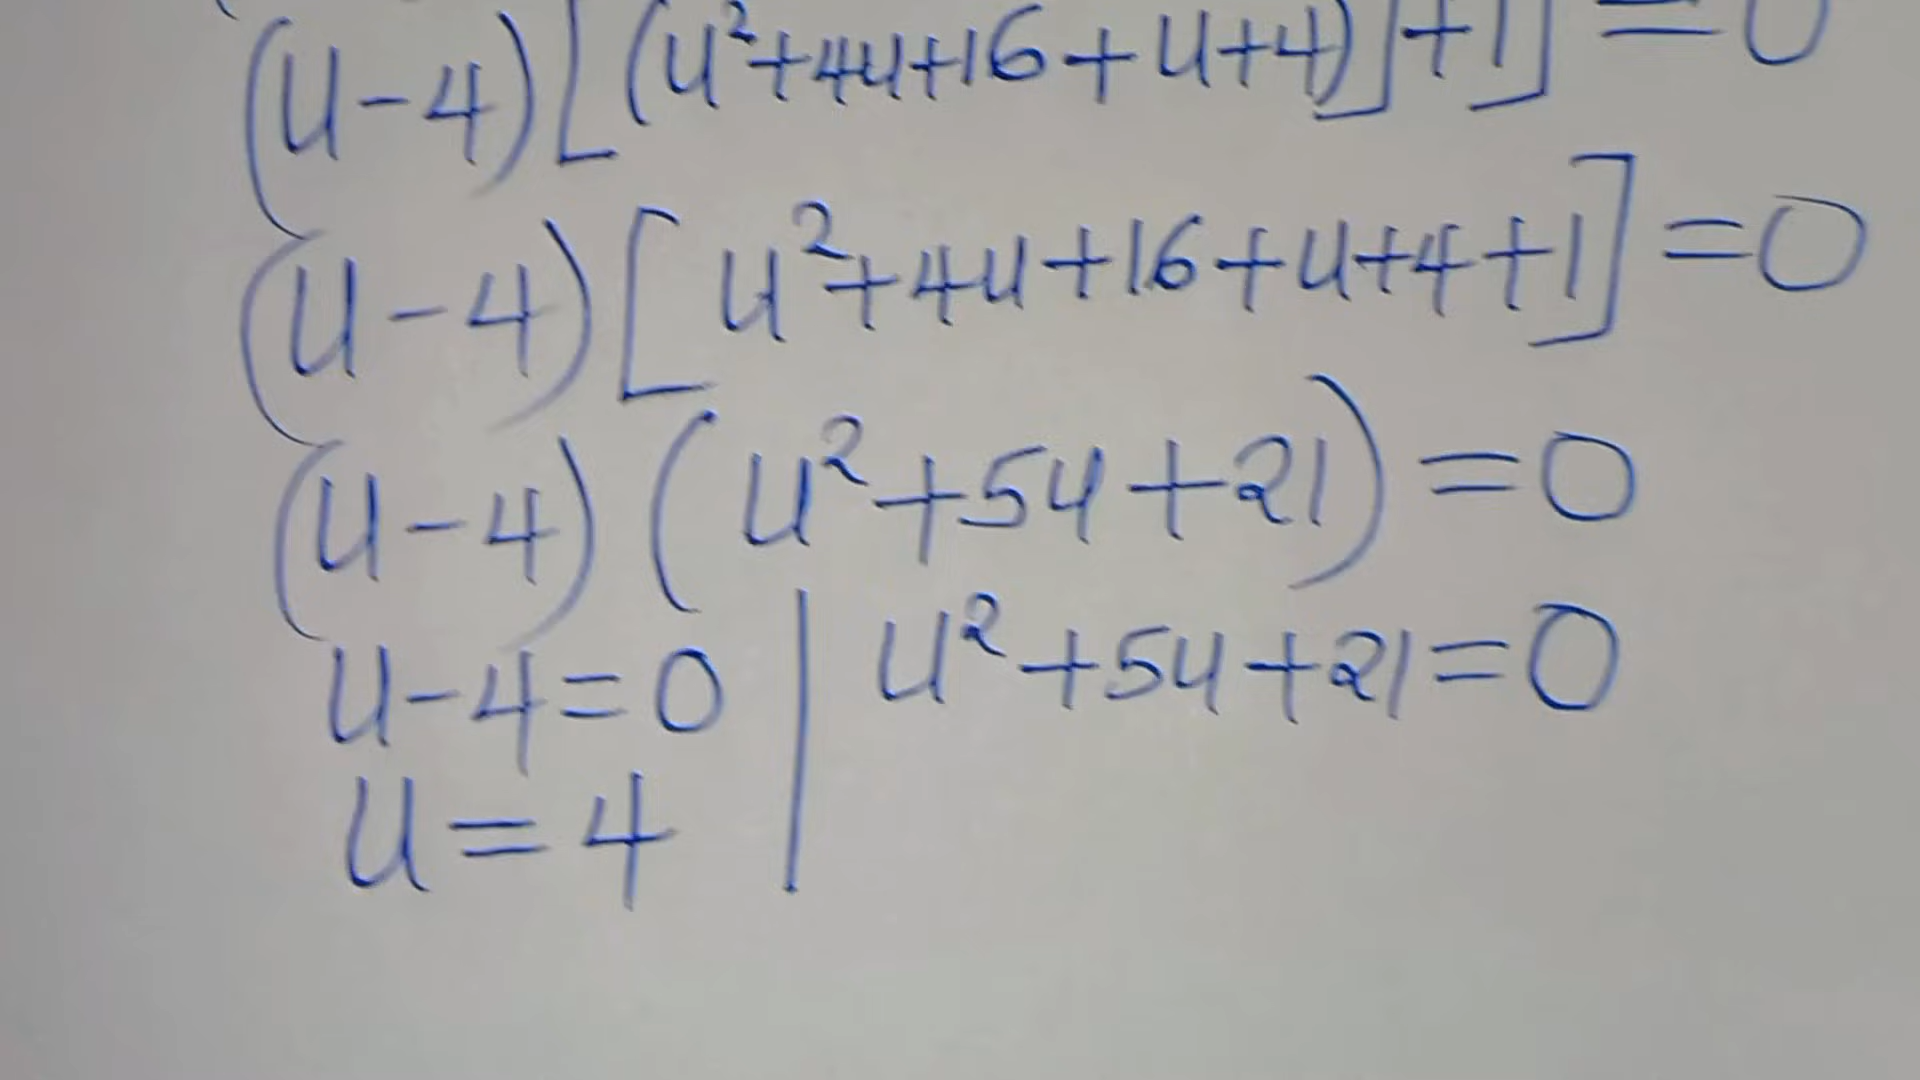 (u-4)[(u²+4u+16+u+4)]+1]=0
(u-4)[u²+4u+16+u+4+1]=0
(u-4)(u²+5u+21)=0
u-4=0 | u²+5u+21=0
u=4